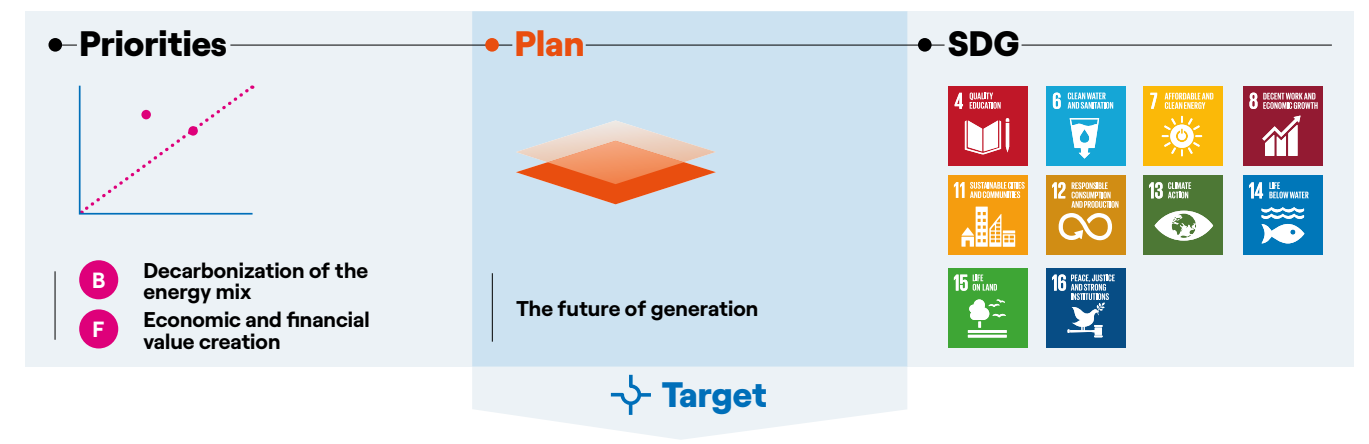 Priorities
Plan
SDG
4 QUALITY
EDUCATION
6 CLEAN WATER
AND SANITATION
7 AFFORDABLE AND
CLEAN ENERGY
8 DECENT WORK AND
ECONOMIC GROWTH
11 SUSTAINABLE CITIES
AND COMMUNITIES
12 RESPONSIBLE
CONSUMPTION
AND PRODUCTION
13 CLIMATE
ACTION
14 LIFE
BELOW WATER
15 LIFE
ON LAND
16 PEACE, JUSTICE
AND STRONG
INSTITUTIONS
B Decarbonization of the
energy mix
F Economic and financial
value creation
The future of generation
Target